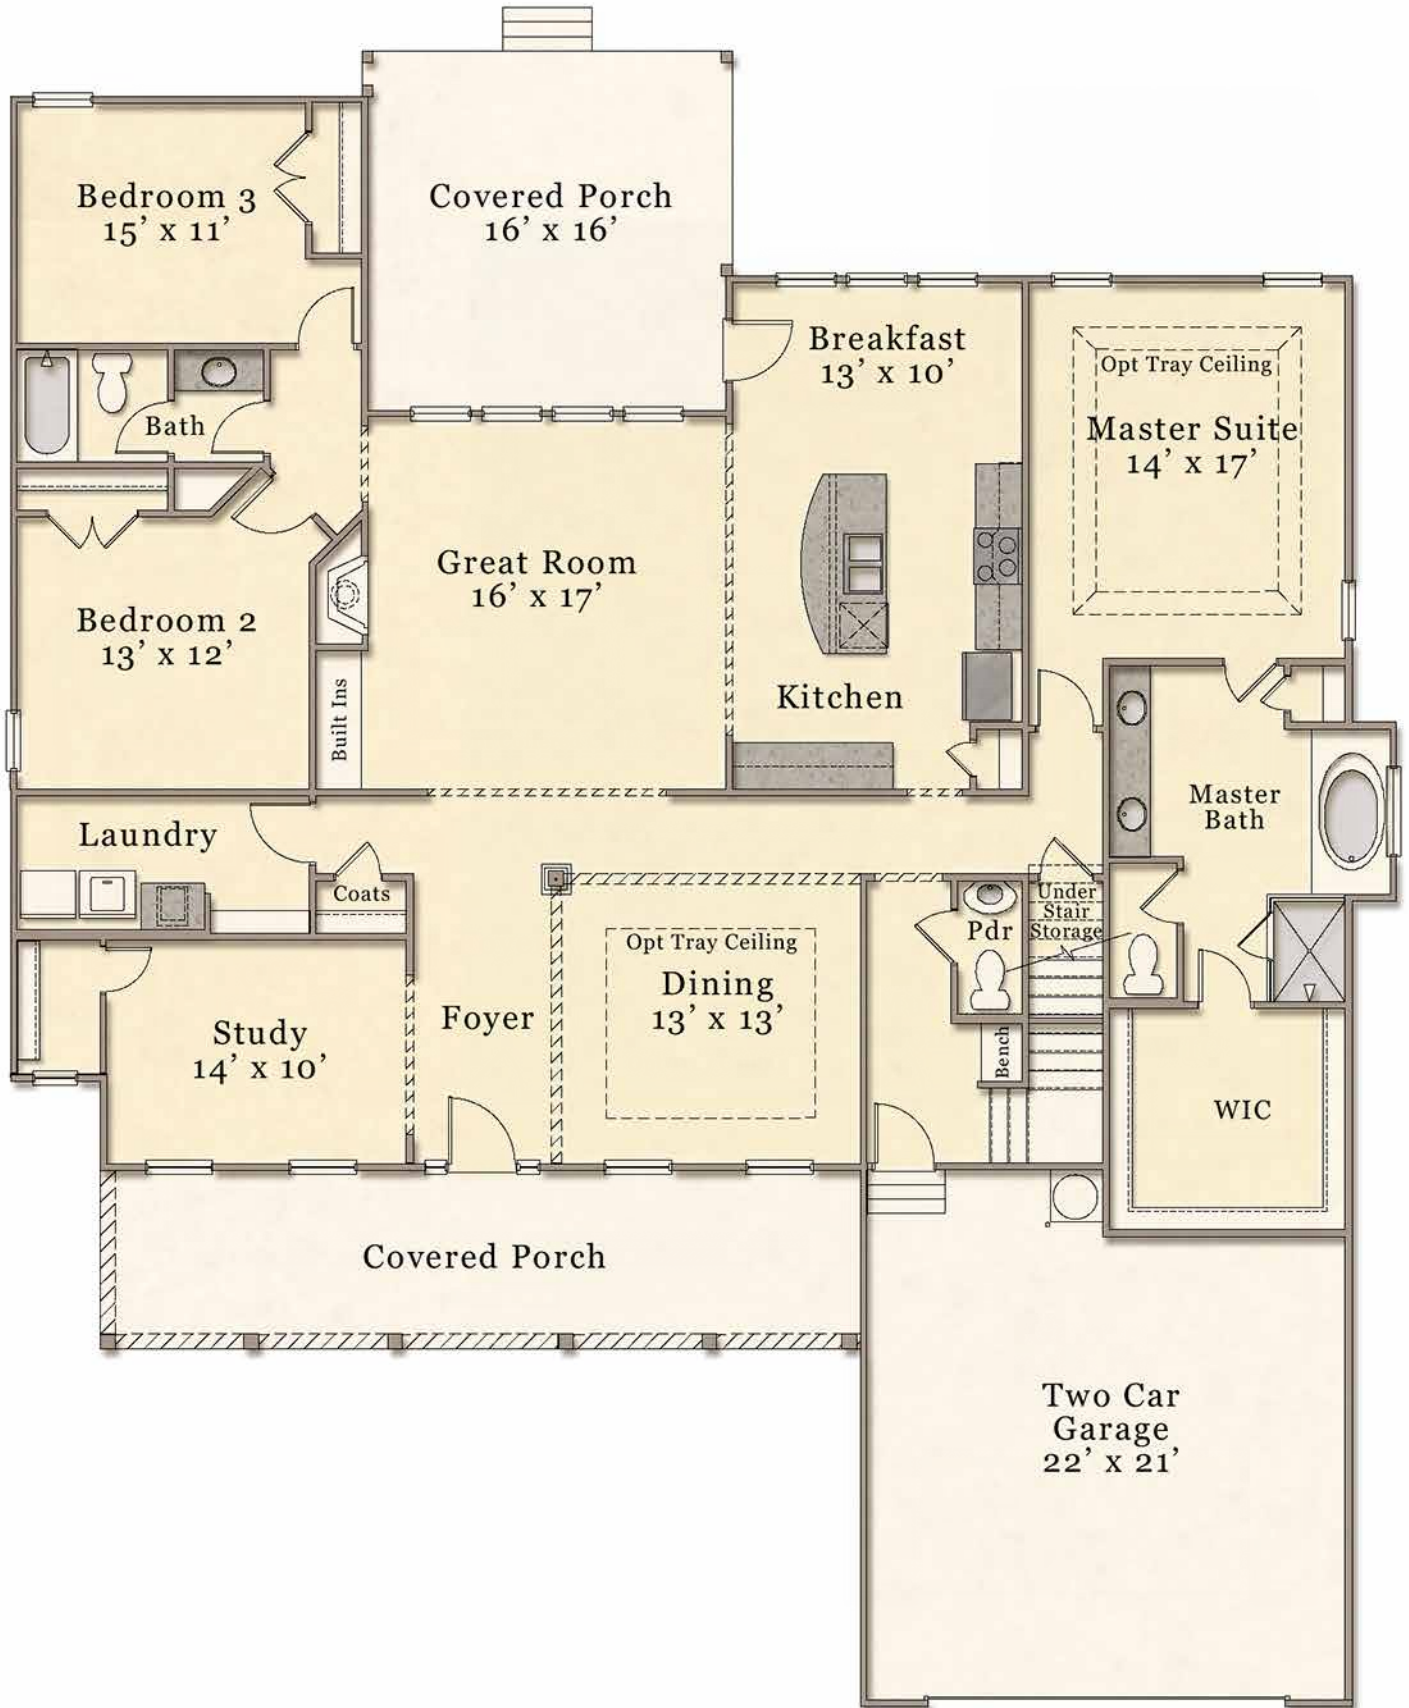 Bedroom 3
15’ x 11’
Covered Porch
16’ x 16’
Breakfast
13’ x 10’
Opt Tray Ceiling
Master Suite
14’ x 17’
Bath
Great Room
16’ x 17’
Bedroom 2
13’ x 12’
Built Ins
Kitchen
Master
Bath
Laundry
Coats
Under
Stair
Storage
Pdr
Opt Tray Ceiling
Dining
13’ x 13’
Foyer
Study
14’ x 10’
Bench
WIC
Covered Porch
Two Car
Garage
22’ x 21’